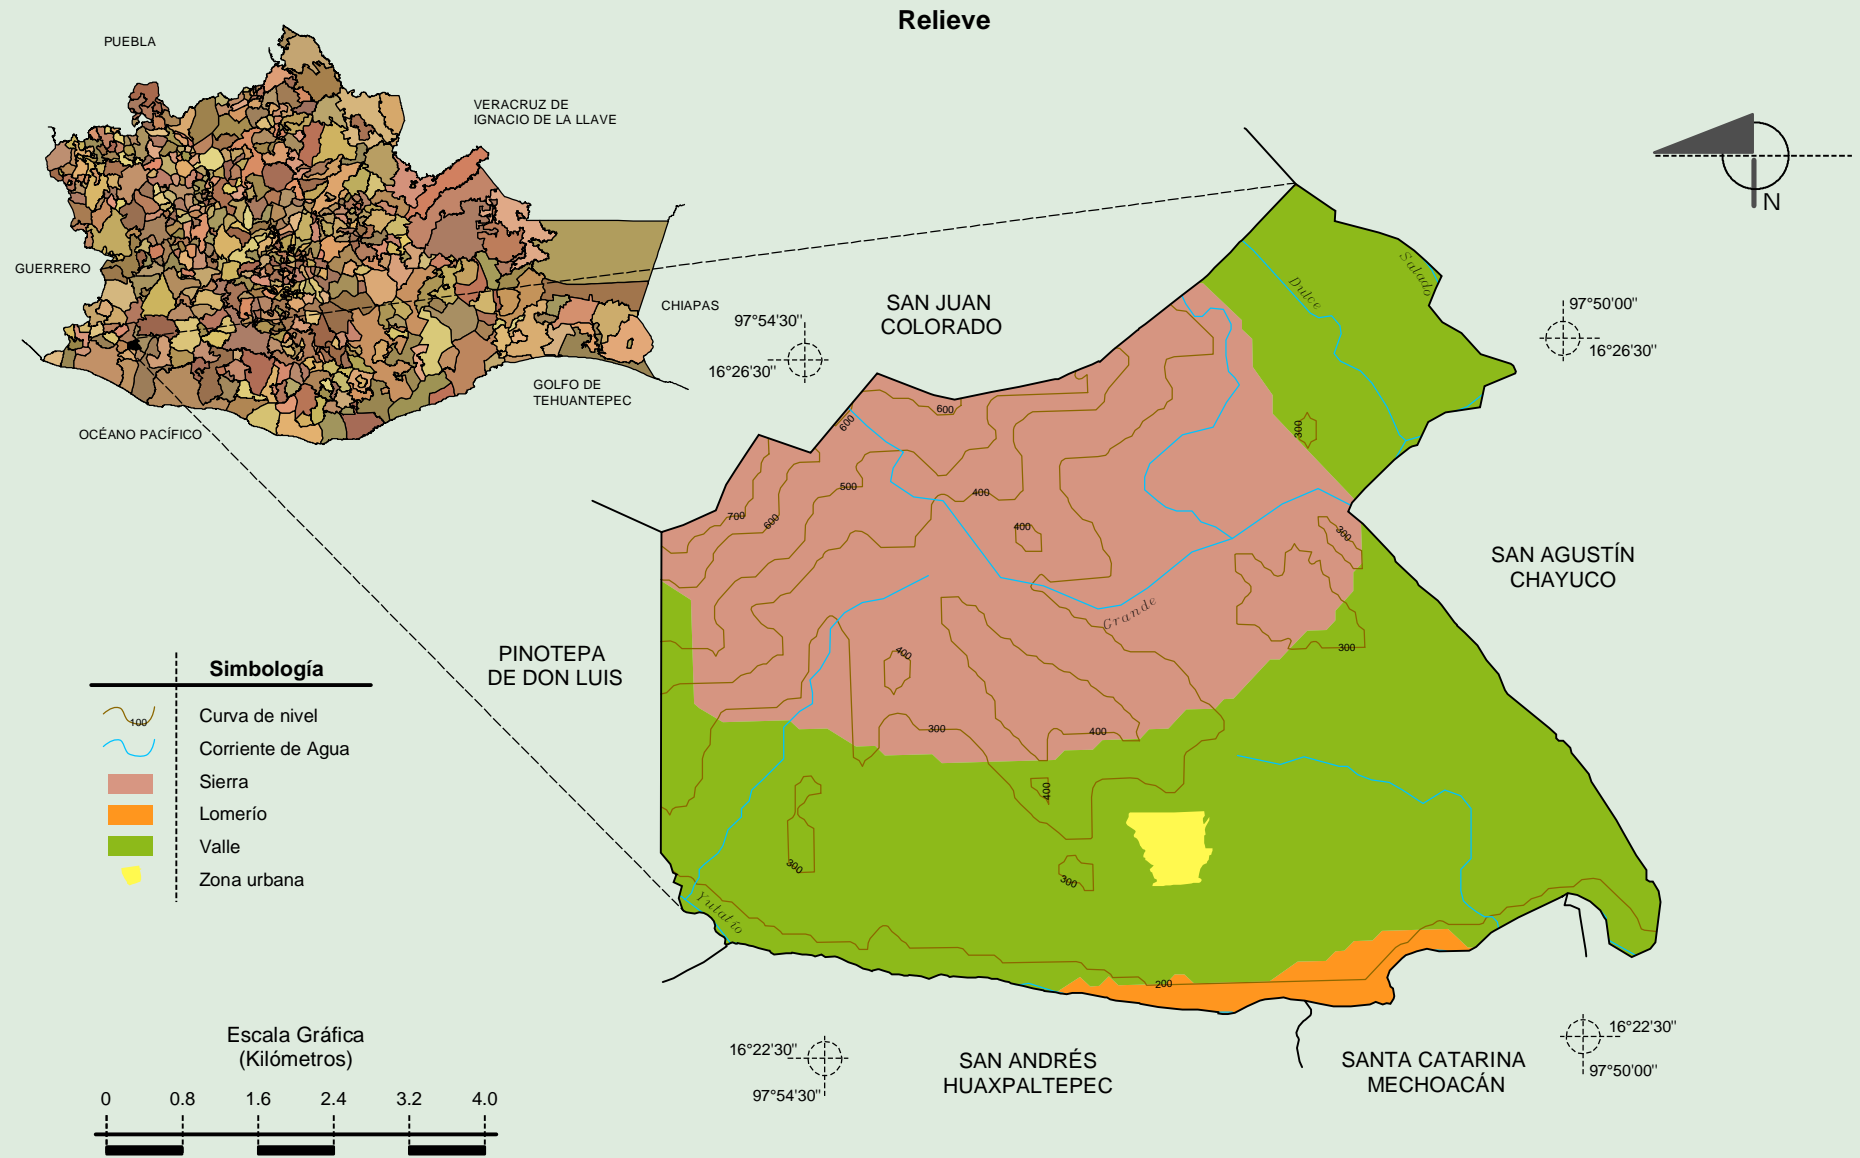 Relieve
PUEBLA
VERACRUZ DE
IGNACIO DE LA LLAVE
GUERRERO
CHIAPAS
GOLFO DE
TEHUANTEPEC
OCÉANO PACÍFICO
N
97°54'30"
16°26'30"
97°50'00"
16°26'30"
SAN JUAN
COLORADO
SAN AGUSTÍN
CHAYUCO
PINOTEPA
DE DON LUIS
SAN ANDRÉS
HUAXPALTEPEC
SANTA CATARINA
MECHOACÁN
Dulce
Salado
Grande
Yutatío
600
600
500
400
700
600
400
300
300
300
400
300
400
400
300
300
200
16°22'30"
97°54'30"
16°22'30"
97°50'00"
Simbología
100
Curva de nivel
Corriente de Agua
Sierra
Lomerío
Valle
Zona urbana
Escala Gráfica
(Kilómetros)
0 0.8 1.6 2.4 3.2 4.0